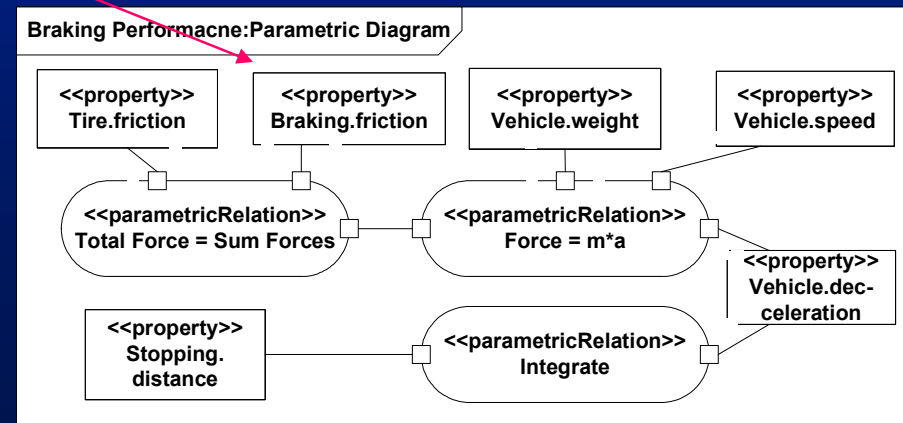 Braking Performacne:Parametric Diagram
<<property>>
Tire.friction
<<property>>
Braking.friction
<<property>>
Vehicle.weight
<<property>>
Vehicle.speed
<<parametricRelation>>
Total Force = Sum Forces
<<parametricRelation>>
Force = m*a
<<property>>
Vehicle.dec-
cceleration
<<property>>
Stopping.
distance
<<parametricRelation>>
Integrate